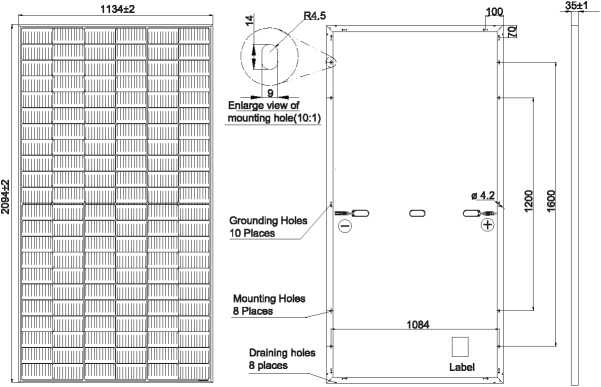 1134±2
2094±2
14
R4.5
9
Enlarge view of
mounting hole(10:1)
100
70
35±1
ø 4.2
1200
1600
Grounding Holes
10 Places
−
+
Mounting Holes
8 Places
1084
Draining holes
8 places
Label